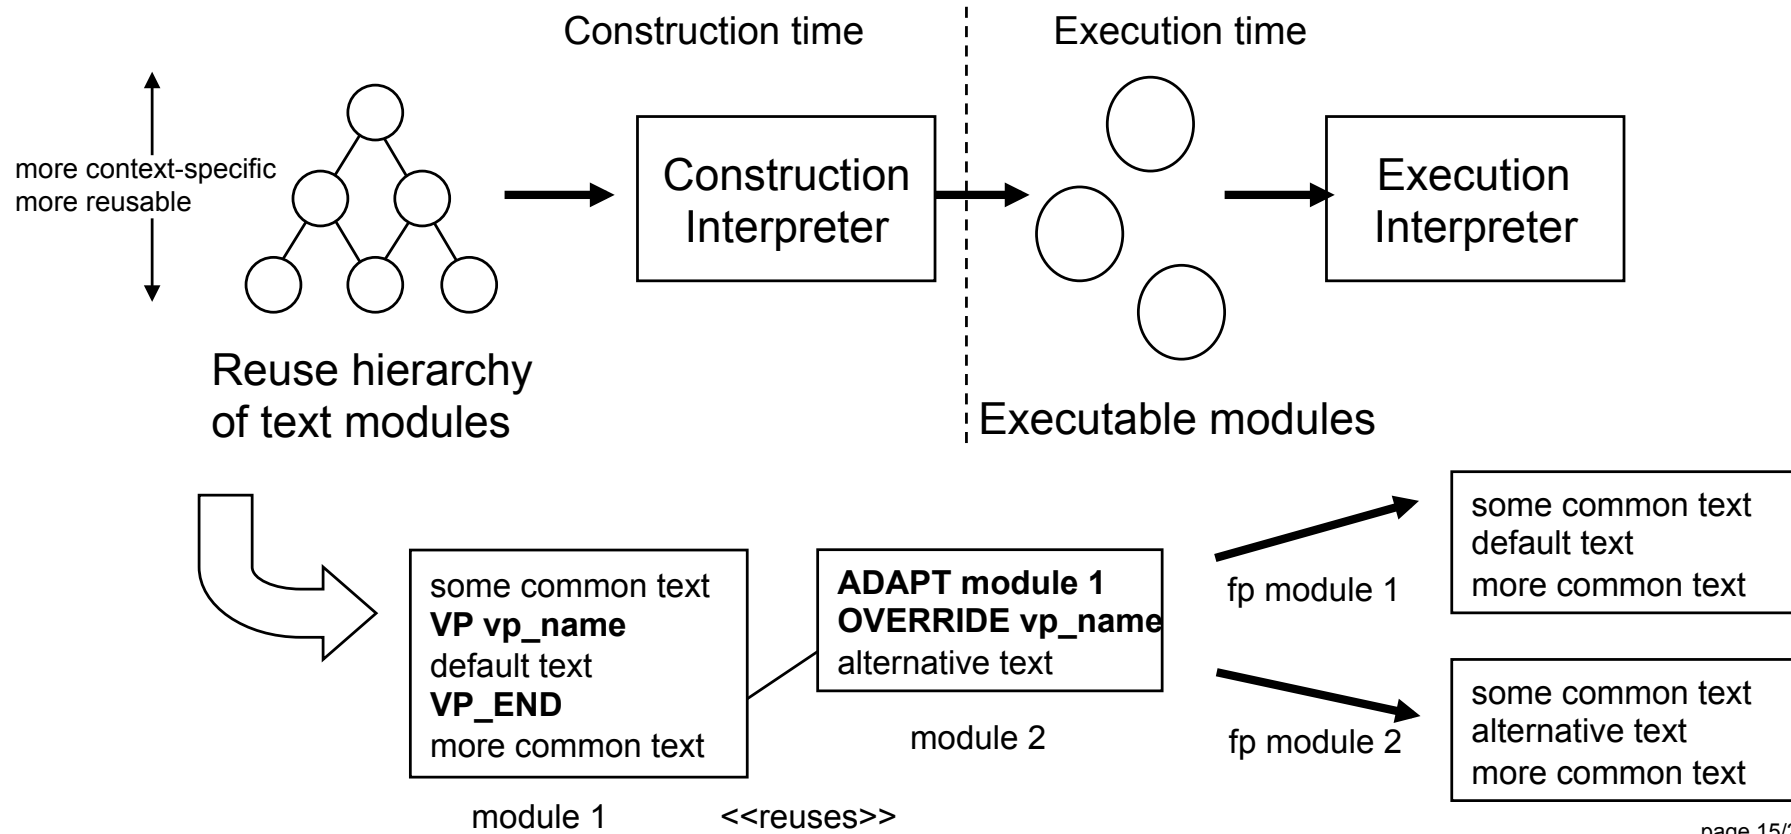 Construction time
Execution time
more context-specific
more reusable
Construction
Interpreter
Execution
Interpreter
Reuse hierarchy
of text modules
Executable modules
some common text
VP vp_name
default text
VP_END
more common text
module 1
<<reuses>>
ADAPT module 1
OVERRIDE vp_name
alternative text
module 2
fp module 1
some common text
default text
more common text
fp module 2
some common text
alternative text
more common text
page 15/